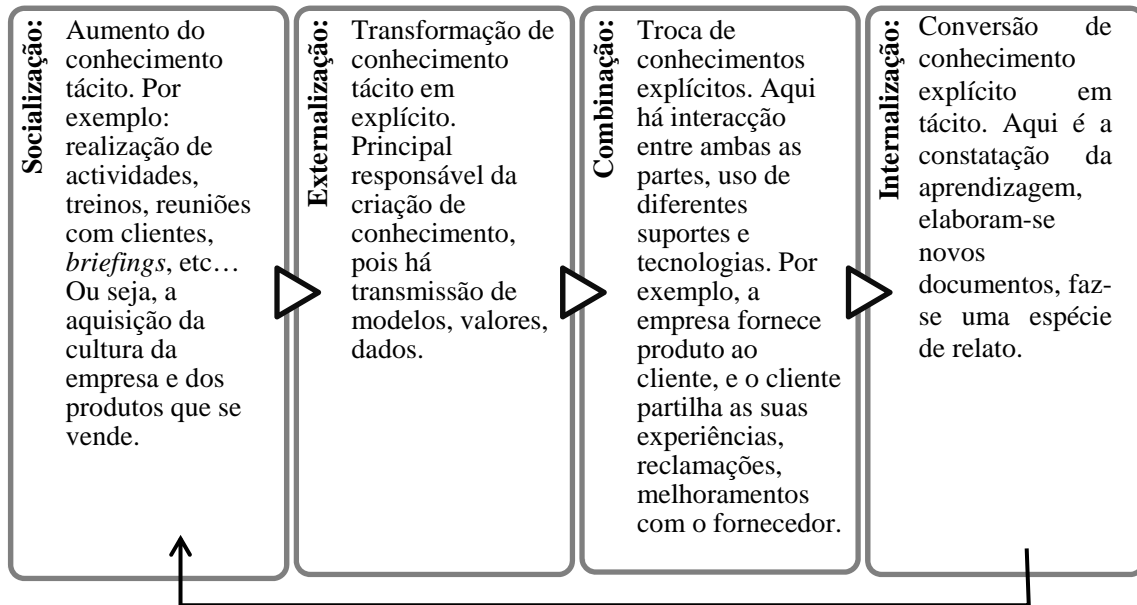 Socialização:
Aumento do
conhecimento
tácito. Por
exemplo:
realização de
actividades,
treinos, reuniões
com clientes,
briefings, etc…
Ou seja, a
aquisição da
cultura da
empresa e dos
produtos que se
vende.
Externalização:
Transformação de
conhecimento
tácito em
explícito.
Principal
responsável da
criação de
conhecimento,
pois há
transmissão de
modelos, valores,
dados.
Combinação:
Troca de
conhecimentos
explícitos. Aqui
há interacção
entre ambas as
partes, uso de
diferentes
suportes e
tecnologias. Por
exemplo, a
empresa fornece
produto ao
cliente, e o cliente
partilha as suas
experiências,
reclamações,
melhoramentos
com o fornecedor.
Internalização:
Conversão de
conhecimento
explícito em
tácito. Aqui é a
constatação da
aprendizagem,
elaboram-se
novos
documentos, faz-
se uma espécie
de relato.